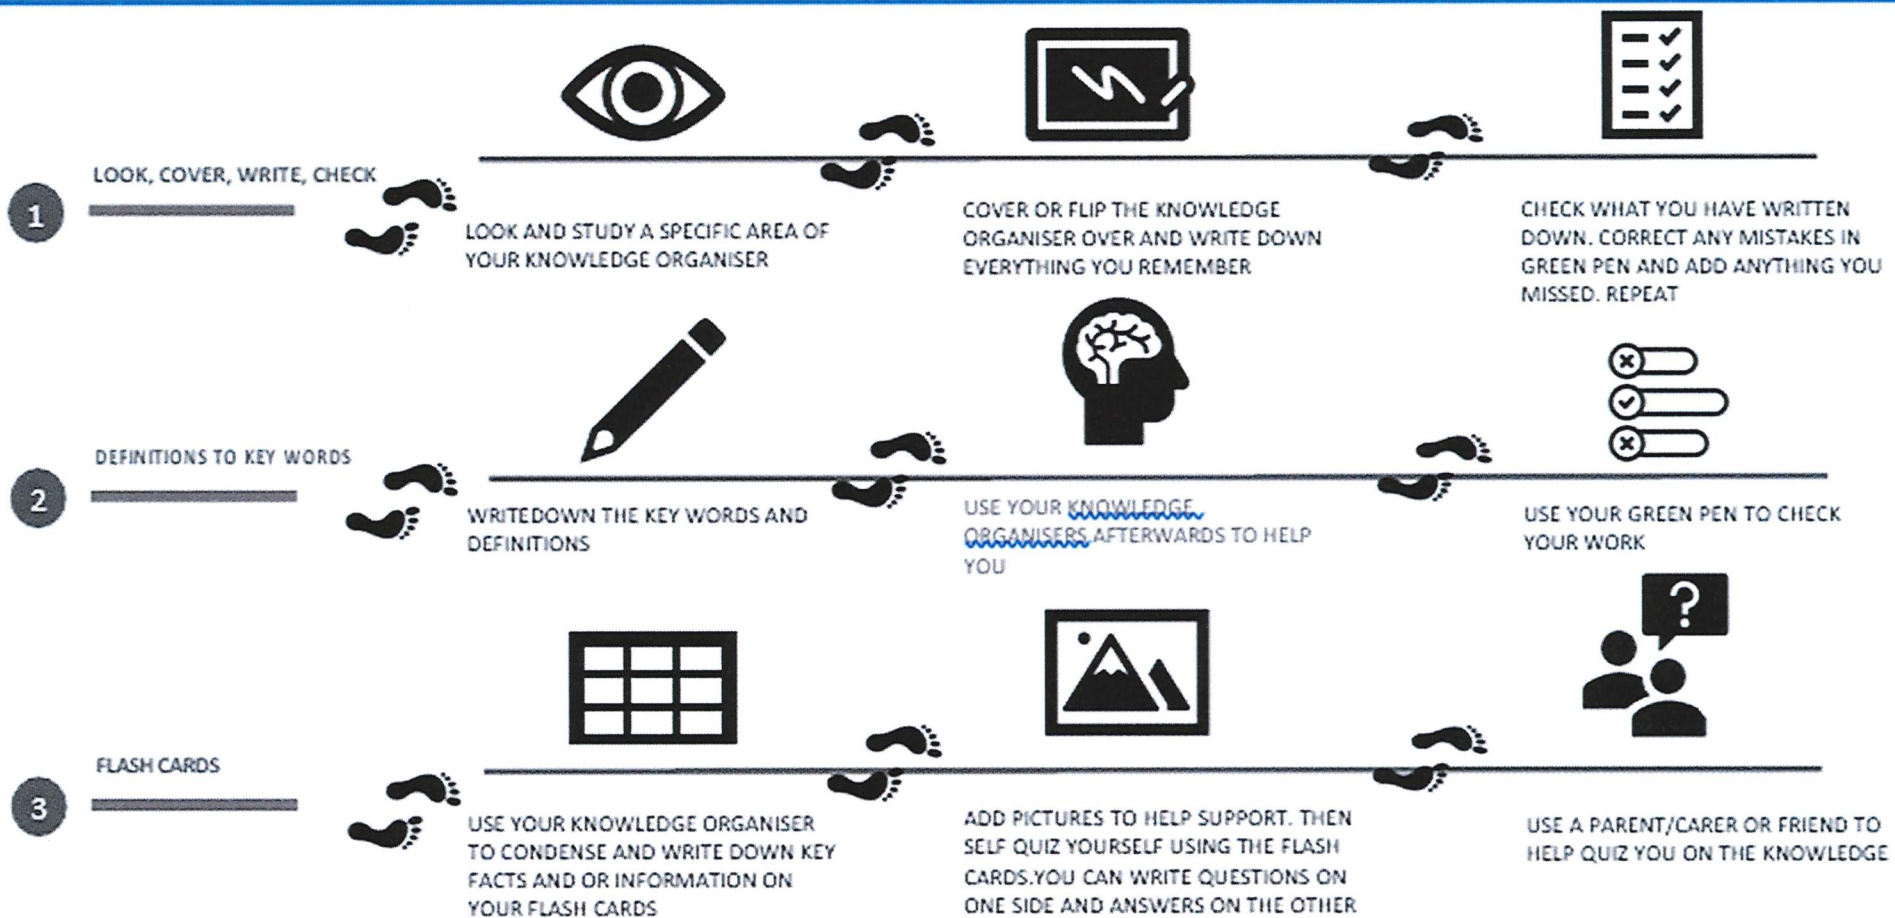 1
LOOK, COVER, WRITE, CHECK
LOOK AND STUDY A SPECIFIC AREA OF
YOUR KNOWLEDGE ORGANISER
COVER OR FLIP THE KNOWLEDGE
ORGANISER OVER AND WRITE DOWN
EVERYTHING YOU REMEMBER
CHECK WHAT YOU HAVE WRITTEN
DOWN. CORRECT ANY MISTAKES IN
GREEN PEN AND ADD ANYTHING YOU
MISSED. REPEAT
2
DEFINITIONS TO KEY WORDS
WRITEDOWN THE KEY WORDS AND
DEFINITIONS
USE YOUR KNOWLEDGE
ORGANISERS AFTERWARDS TO HELP
YOU
USE YOUR GREEN PEN TO CHECK
YOUR WORK
?
3
FLASH CARDS
USE YOUR KNOWLEDGE ORGANISER
TO CONDENSE AND WRITE DOWN KEY
FACTS AND OR INFORMATION ON
YOUR FLASH CARDS
ADD PICTURES TO HELP SUPPORT. THEN
SELF QUIZ YOURSELF USING THE FLASH
CARDS.YOU CAN WRITE QUESTIONS ON
ONE SIDE AND ANSWERS ON THE OTHER
USE A PARENT/CARER OR FRIEND TO
HELP QUIZ YOU ON THE KNOWLEDGE